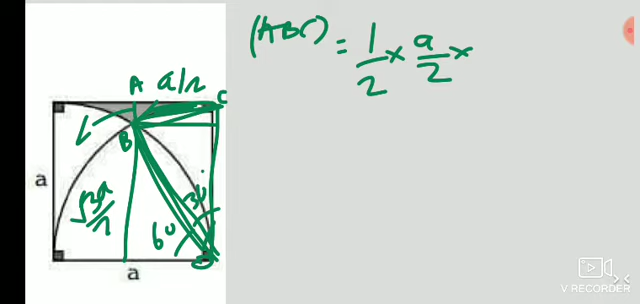 (ABC) = 1/2 × a/2 ×
A a/2 C
L
B
a √3a/2 30
60
D
a
V RECORDER